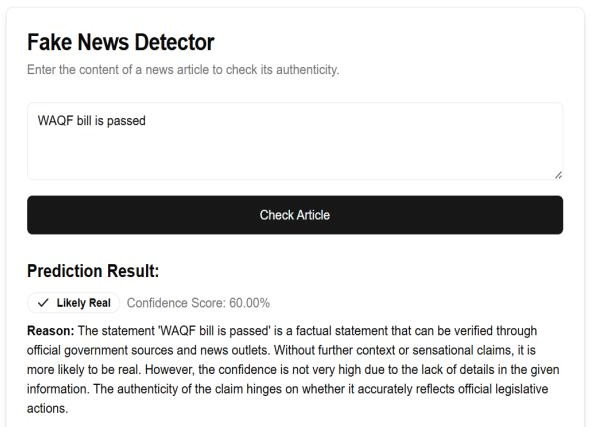 Fake News Detector
Enter the content of a news article to check its authenticity.
WAQF bill is passed
Check Article
Prediction Result:
Likely Real Confidence Score: 60.00%
Reason: The statement 'WAQF bill is passed' is a factual statement that can be verified through
official government sources and news outlets. Without further context or sensational claims, it is
more likely to be real. However, the confidence is not very high due to the lack of details in the given
information. The authenticity of the claim hinges on whether it accurately reflects official legislative
actions.